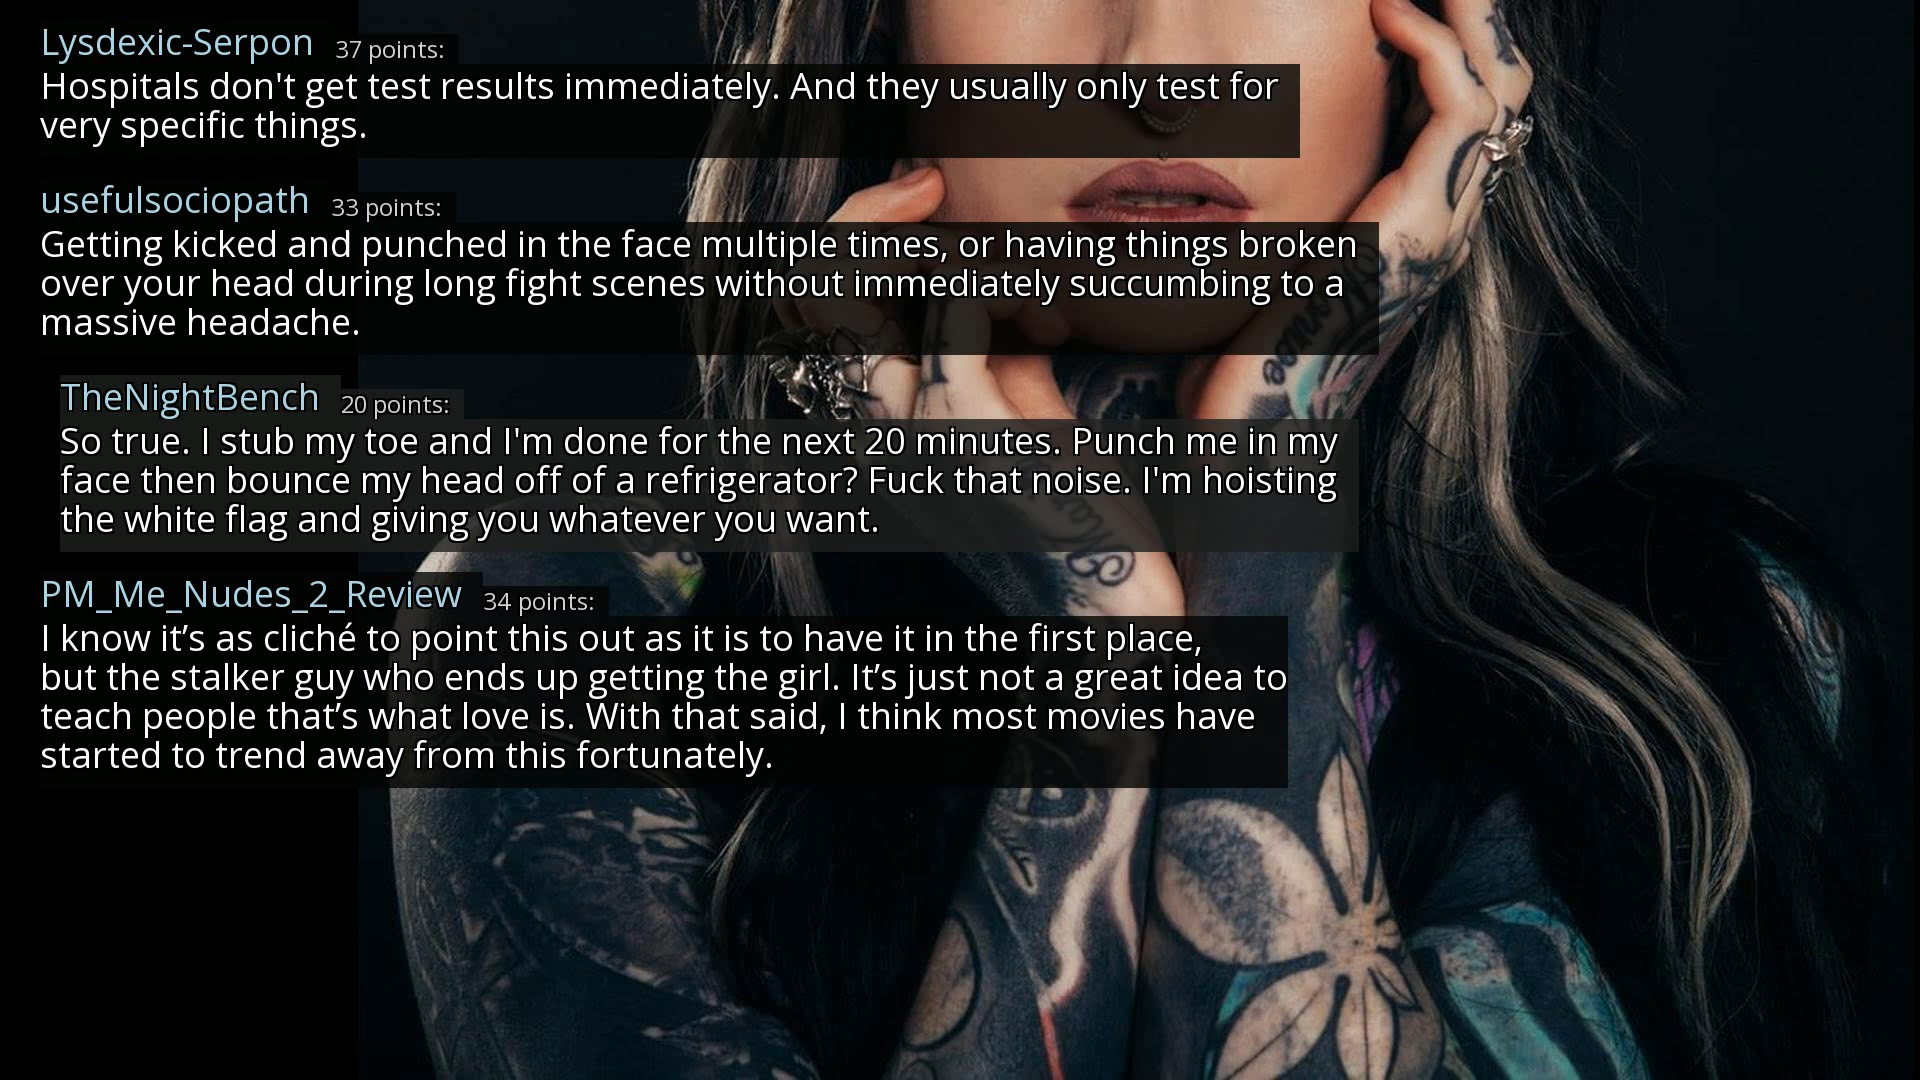 Lysdexic-Serpon 37 points:
Hospitals don't get test results immediately. And they usually only test for
very specific things.
usefulsociopath 33 points:
Getting kicked and punched in the face multiple times, or having things broken
over your head during long fight scenes without immediately succumbing to a
massive headache.
TheNightBench 20 points:
So true. I stub my toe and I'm done for the next 20 minutes. Punch me in my
face then bounce my head off of a refrigerator? Fuck that noise. I'm hoisting
the white flag and giving you whatever you want.
PM_Me_Nudes_2_Review 34 points:
I know it’s as cliché to point this out as it is to have it in the first place,
but the stalker guy who ends up getting the girl. It’s just not a great idea to
teach people that’s what love is. With that said, I think most movies have
started to trend away from this fortunately.